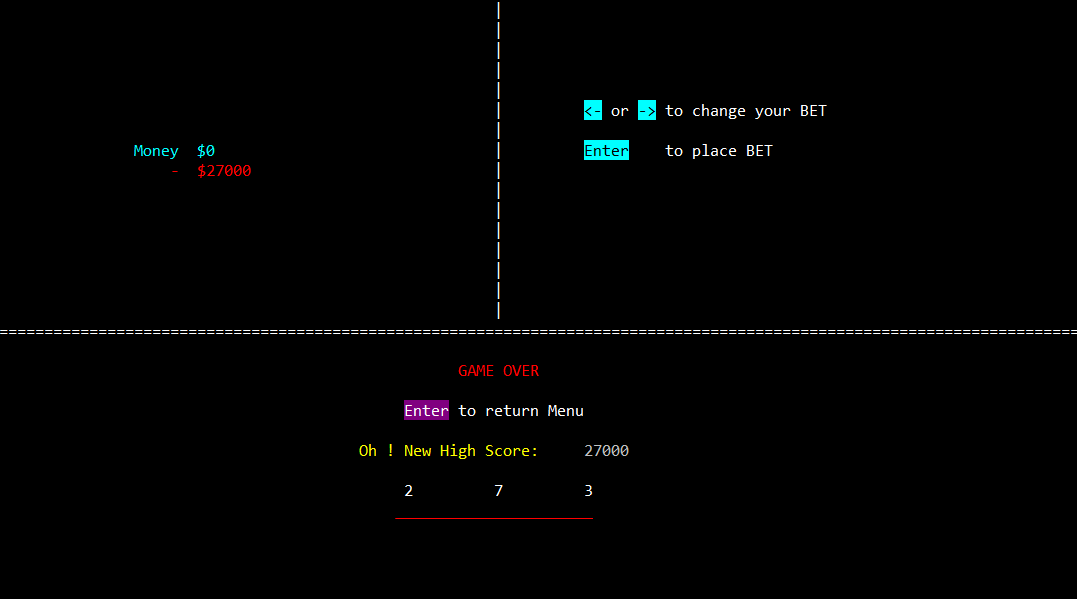 <- or -> to change your BET
Money $0
Enter to place BET
- $27000
================================================================================================================________
GAME OVER
Enter to return Menu
Oh ! New High Score: 27000
2 7 3